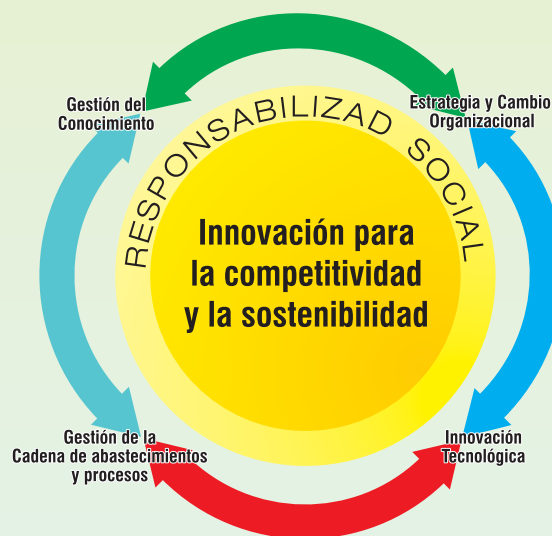 Gestión del
Conocimiento
Estrategia y Cambio
Organizacional
RESPONSABILIZAD SOCIAL
Innovación para
la competitividad
y la sostenibilidad
Gestión de la
Cadena de abastecimientos
y procesos
Innovación
Tecnológica